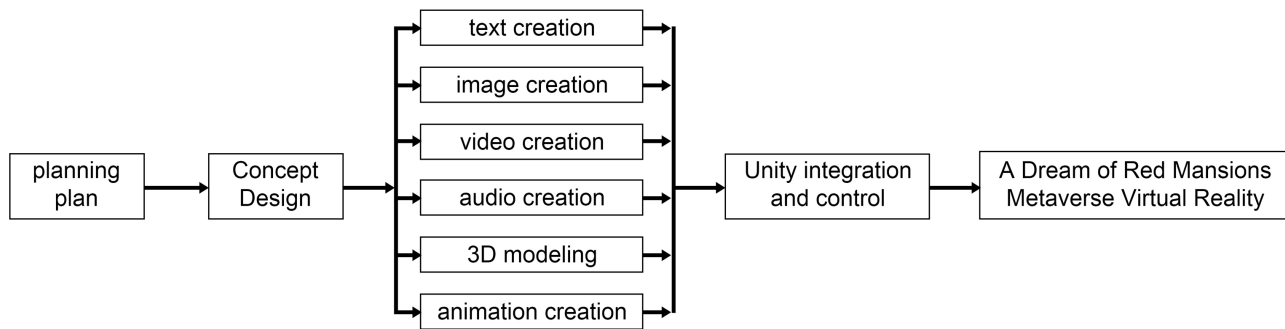 planning
plan
Concept
Design
text creation
image creation
video creation
audio creation
3D modeling
animation creation
Unity integration
and control
A Dream of Red Mansions
Metaverse Virtual Reality